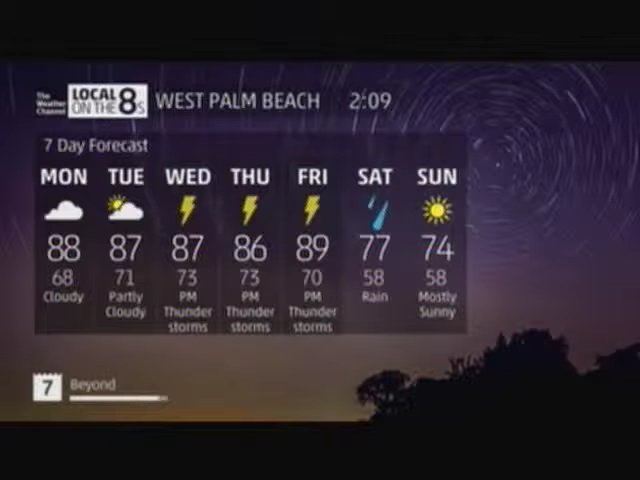 The Weather Channel
LOCAL ON THE 8s
WEST PALM BEACH 2:09
7 Day Forecast
MON TUE WED THU FRI SAT SUN
88 87 87 86 89 77 74
68 71 73 73 70 58 58
Cloudy Partly PM PM PM Rain Mostly
Cloudy Thunder Thunder Thunder Sunny
storms storms storms
7 Beyond